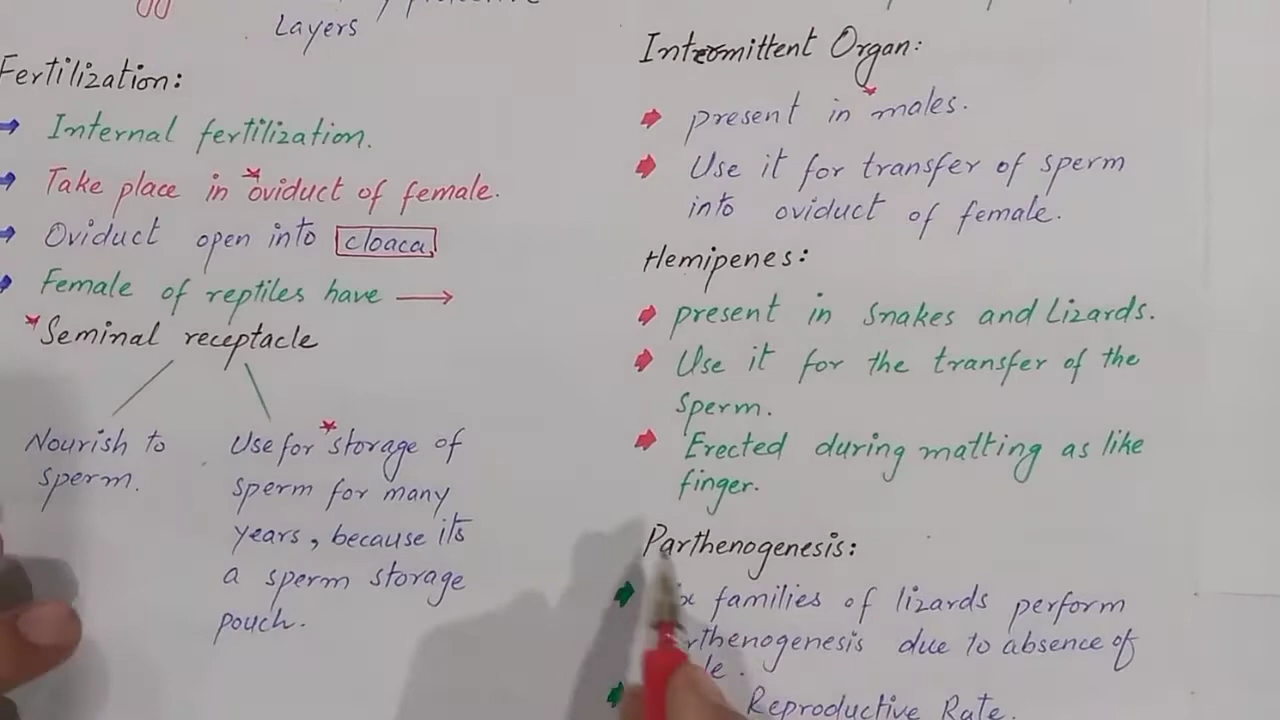 Layers
Fertilization:
Internal fertilization.
Take place in oviduct of female.
Oviduct open into cloaca
Female of reptiles have
Seminal receptacle
Nourish to
sperm.
Use for storage of
sperm for many
years, because its
a sperm storage
pouch.
Intromittent Organ:
present in males.
Use it for transfer of sperm
into oviduct of female.
Hemipenes:
present in Snakes and Lizards.
Use it for the transfer of the
sperm.
Erected during matting as like
finger.
Parthenogenesis:
families of lizards perform
due to absence of
Reproductive Rate.